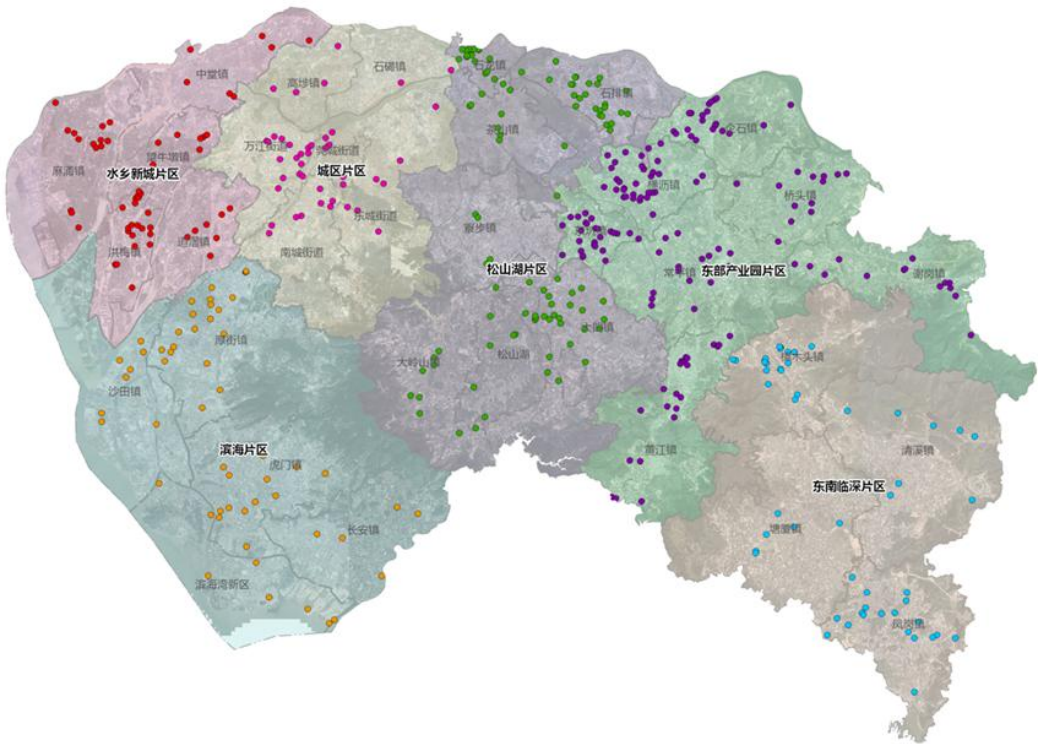 中堂镇
高埗镇
石碣镇
石龙镇
石排镇
茶山镇
企石镇
万江街道
莞城街道
望牛墩镇
麻涌镇
水乡新城片区
城区片区
横沥镇
桥头镇
东城街道
道滘镇
洪梅镇
南城街道
寮步镇
东坑镇
松山湖片区
常平镇
东部产业园片区
谢岗镇
厚街镇
大朗镇
松山湖
大岭山镇
樟木头镇
沙田镇
滨海片区
虎门镇
黄江镇
清溪镇
东南临深片区
塘厦镇
长安镇
滨海湾新区
凤岗镇